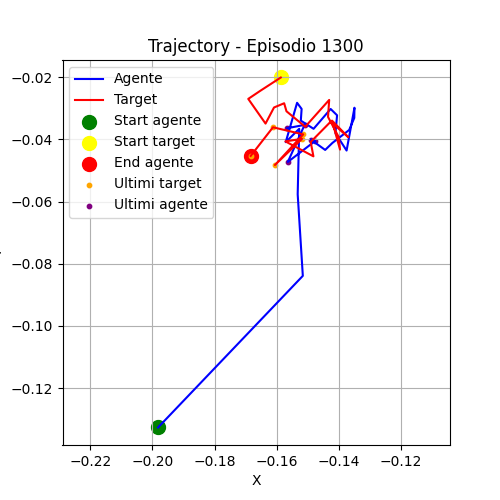 Trajectory - Episodio 1300
Agente
Target
Start agente
Start target
End agente
Ultimi target
Ultimi agente
−0.02
−0.04
−0.06
−0.08
−0.10
−0.12
−0.22
−0.20
−0.18
−0.16
−0.14
−0.12
X